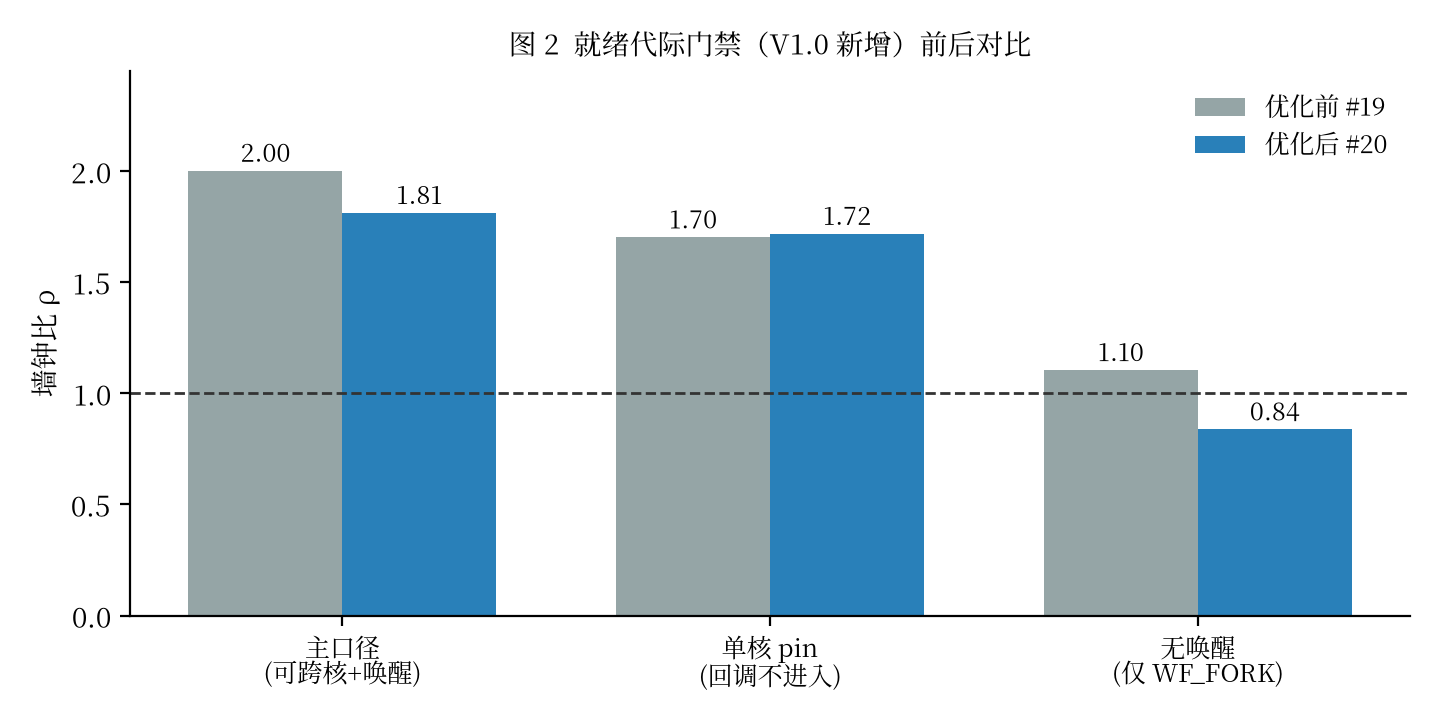 图 2 就绪代际门禁（V1.0 新增）前后对比
优化前 #19
优化后 #20
墙钟比 ρ
2.0
1.5
1.0
0.5
0.0
2.00
1.81
1.70
1.72
1.10
0.84
主口径
(可跨核+唤醒)
单核 pin
(回调不进入)
无唤醒
(仅 WF_FORK)